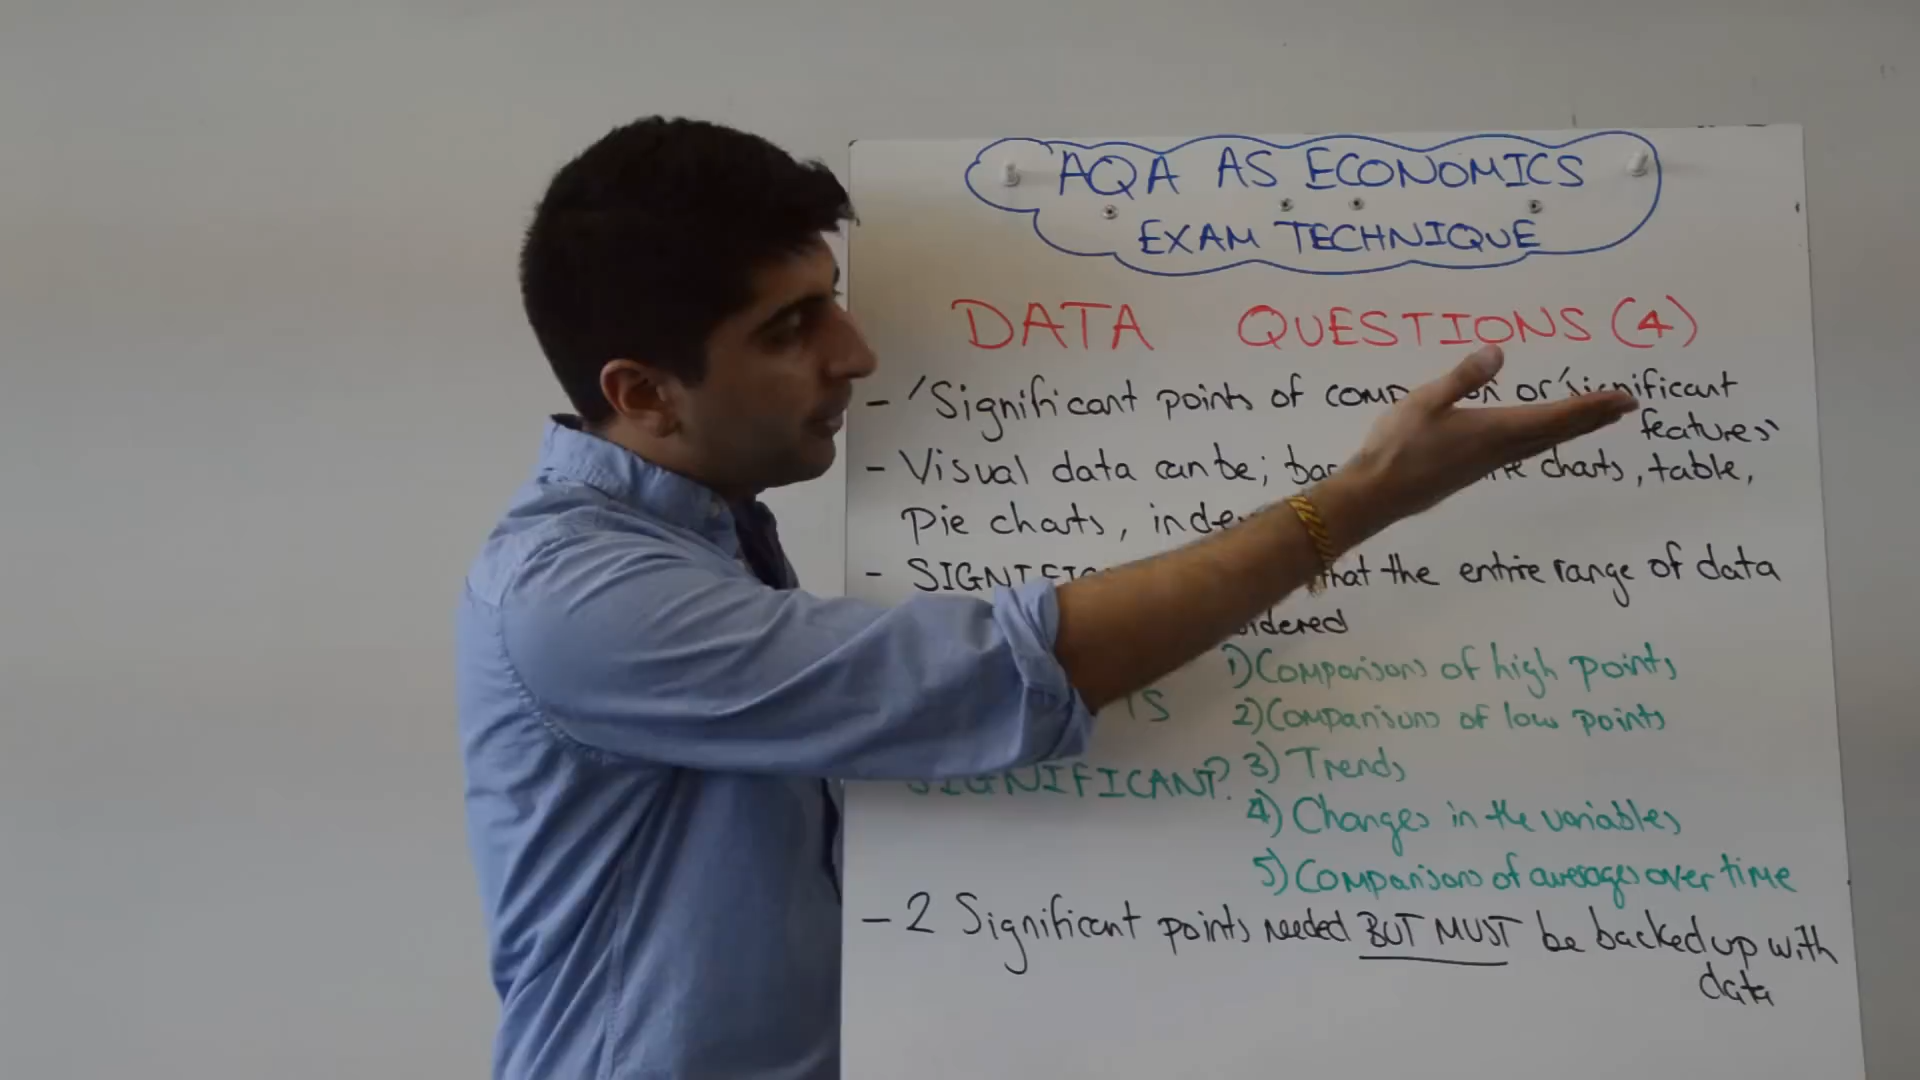 AQA AS ECONOMICS
EXAM TECHNIQUE
DATA QUESTIONS (4)
- 'Significant points of or 'significant
features'
- Visual data can be; charts, table,
Pie charts,
- that the entire range of data
1) Comparisons of high points
2) Comparisons of low points
SIGNIFICANT? 3) Trends
4) Changes in the variables
5) Comparisons of averages over time
- 2 Significant points needed BUT MUST be backed up with
data